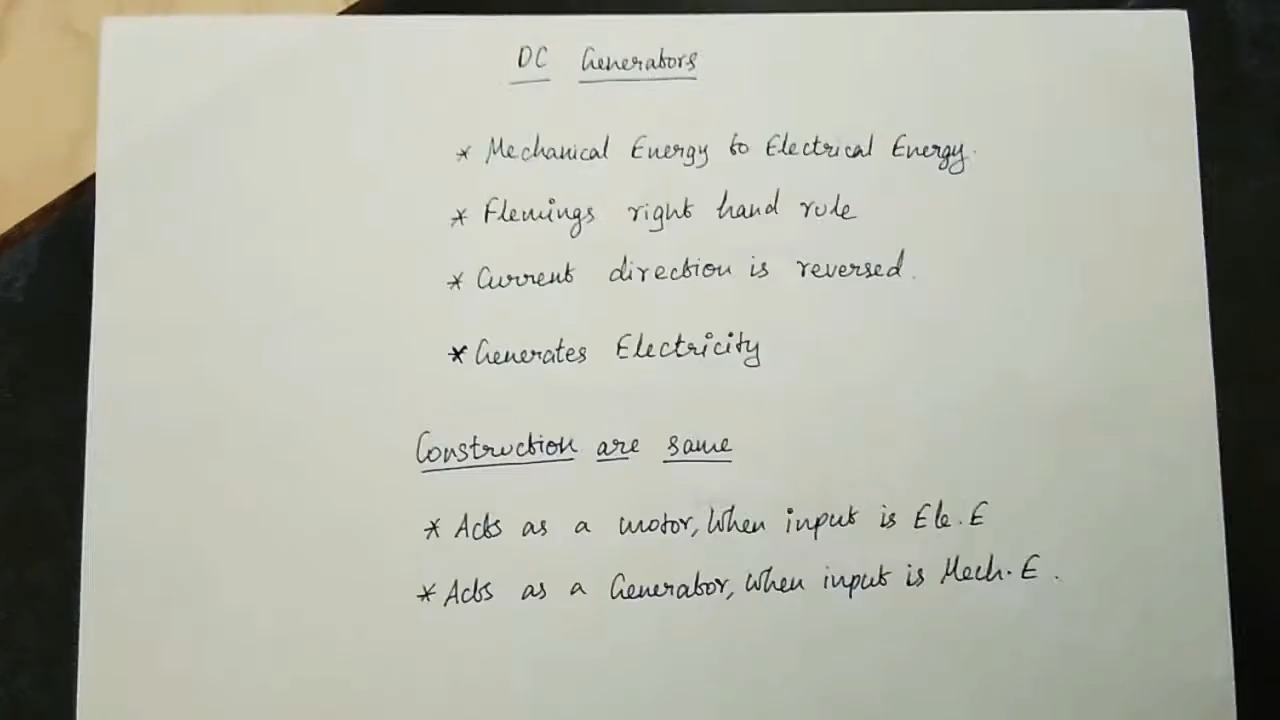 DC Generators
* Mechanical Energy to Electrical Energy.
* Flemings right hand rule
* Current direction is reversed.
* Generates Electricity
Construction are same
* Acts as a motor, When input is Ele. E
* Acts as a Generator, When input is Mech. E.